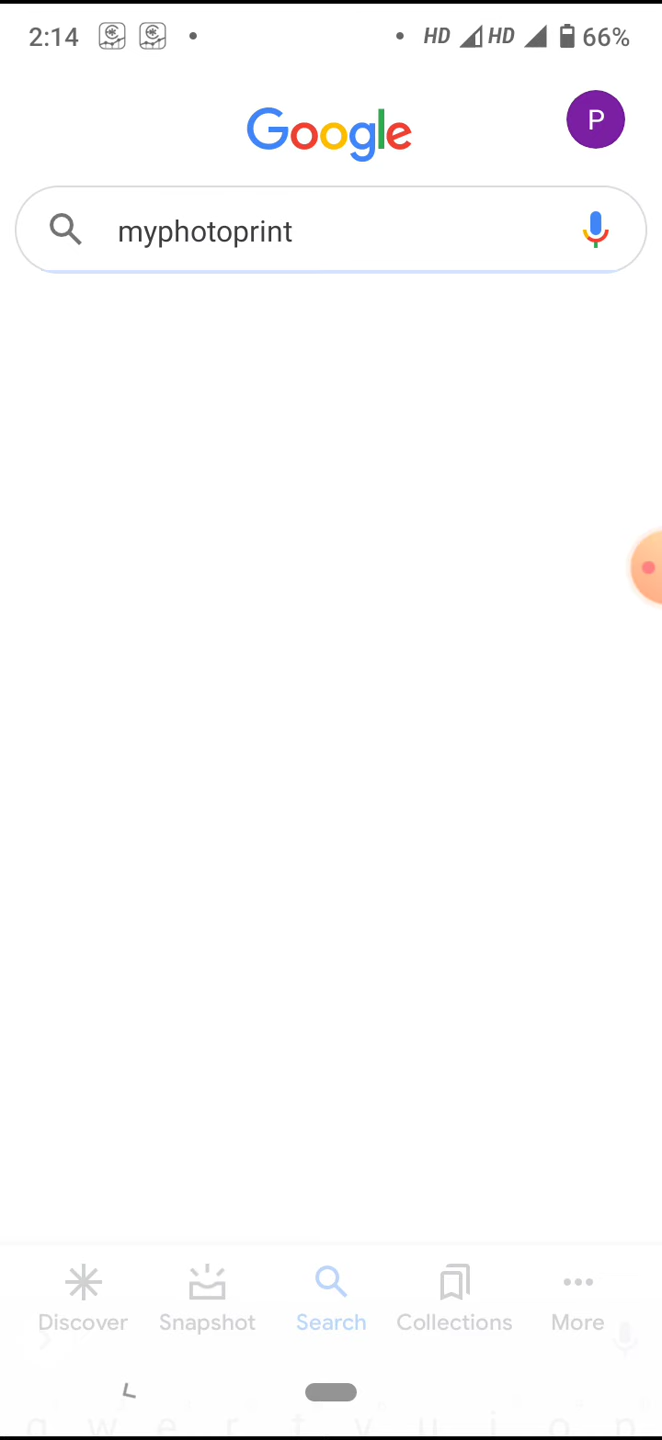 2:14 HD HD 66%
Google
P
myphotoprint
Discover Snapshot Search Collections More
q w e r t y u i o p